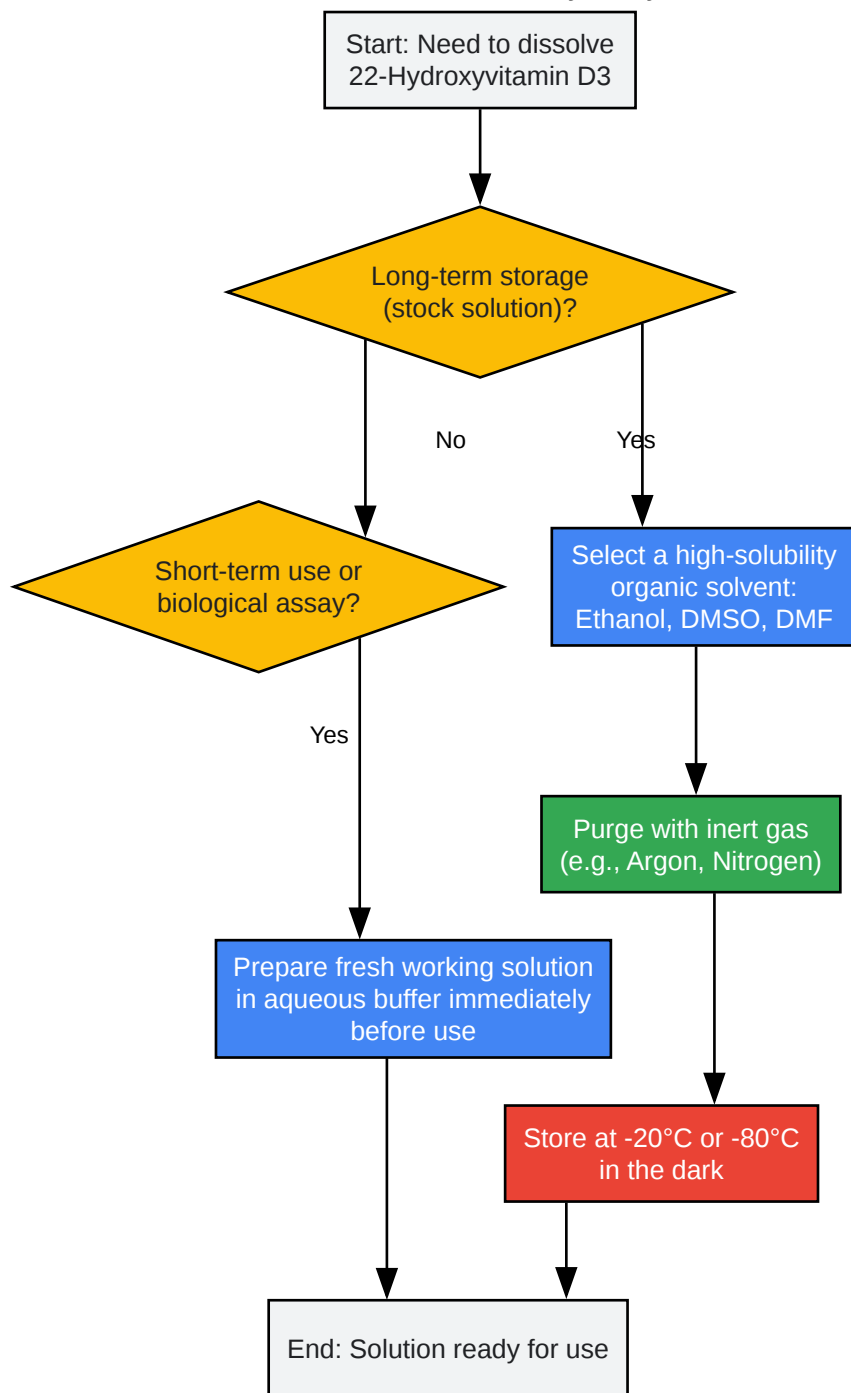 Start: Need to dissolve
22-Hydroxyvitamin D3
Long-term storage
(stock solution)?
No
Yes
Short-term use or
biological assay?
Select a high-solubility
organic solvent:
Ethanol, DMSO, DMF
Yes
Purge with inert gas
(e.g., Argon, Nitrogen)
Prepare fresh working solution
in aqueous buffer immediately
before use
Store at -20°C or -80°C
in the dark
End: Solution ready for use